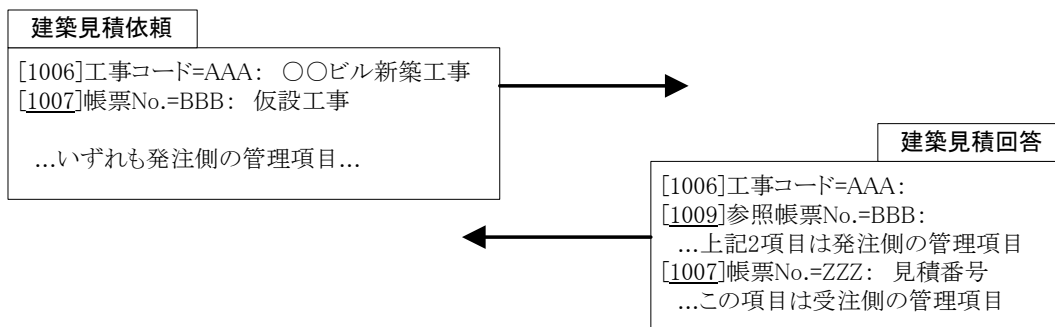 建築見積依頼
[1006]工事コード=AAA: ○○ビル新築工事
[1007]帳票No.=BBB: 仮設工事
…いずれも発注側の管理項目…
建築見積回答
[1006]工事コード=AAA:
[1009]参照帳票No.=BBB:
…上記2項目は発注側の管理項目
[1007]帳票No.=ZZZ: 見積番号
…この項目は受注側の管理項目